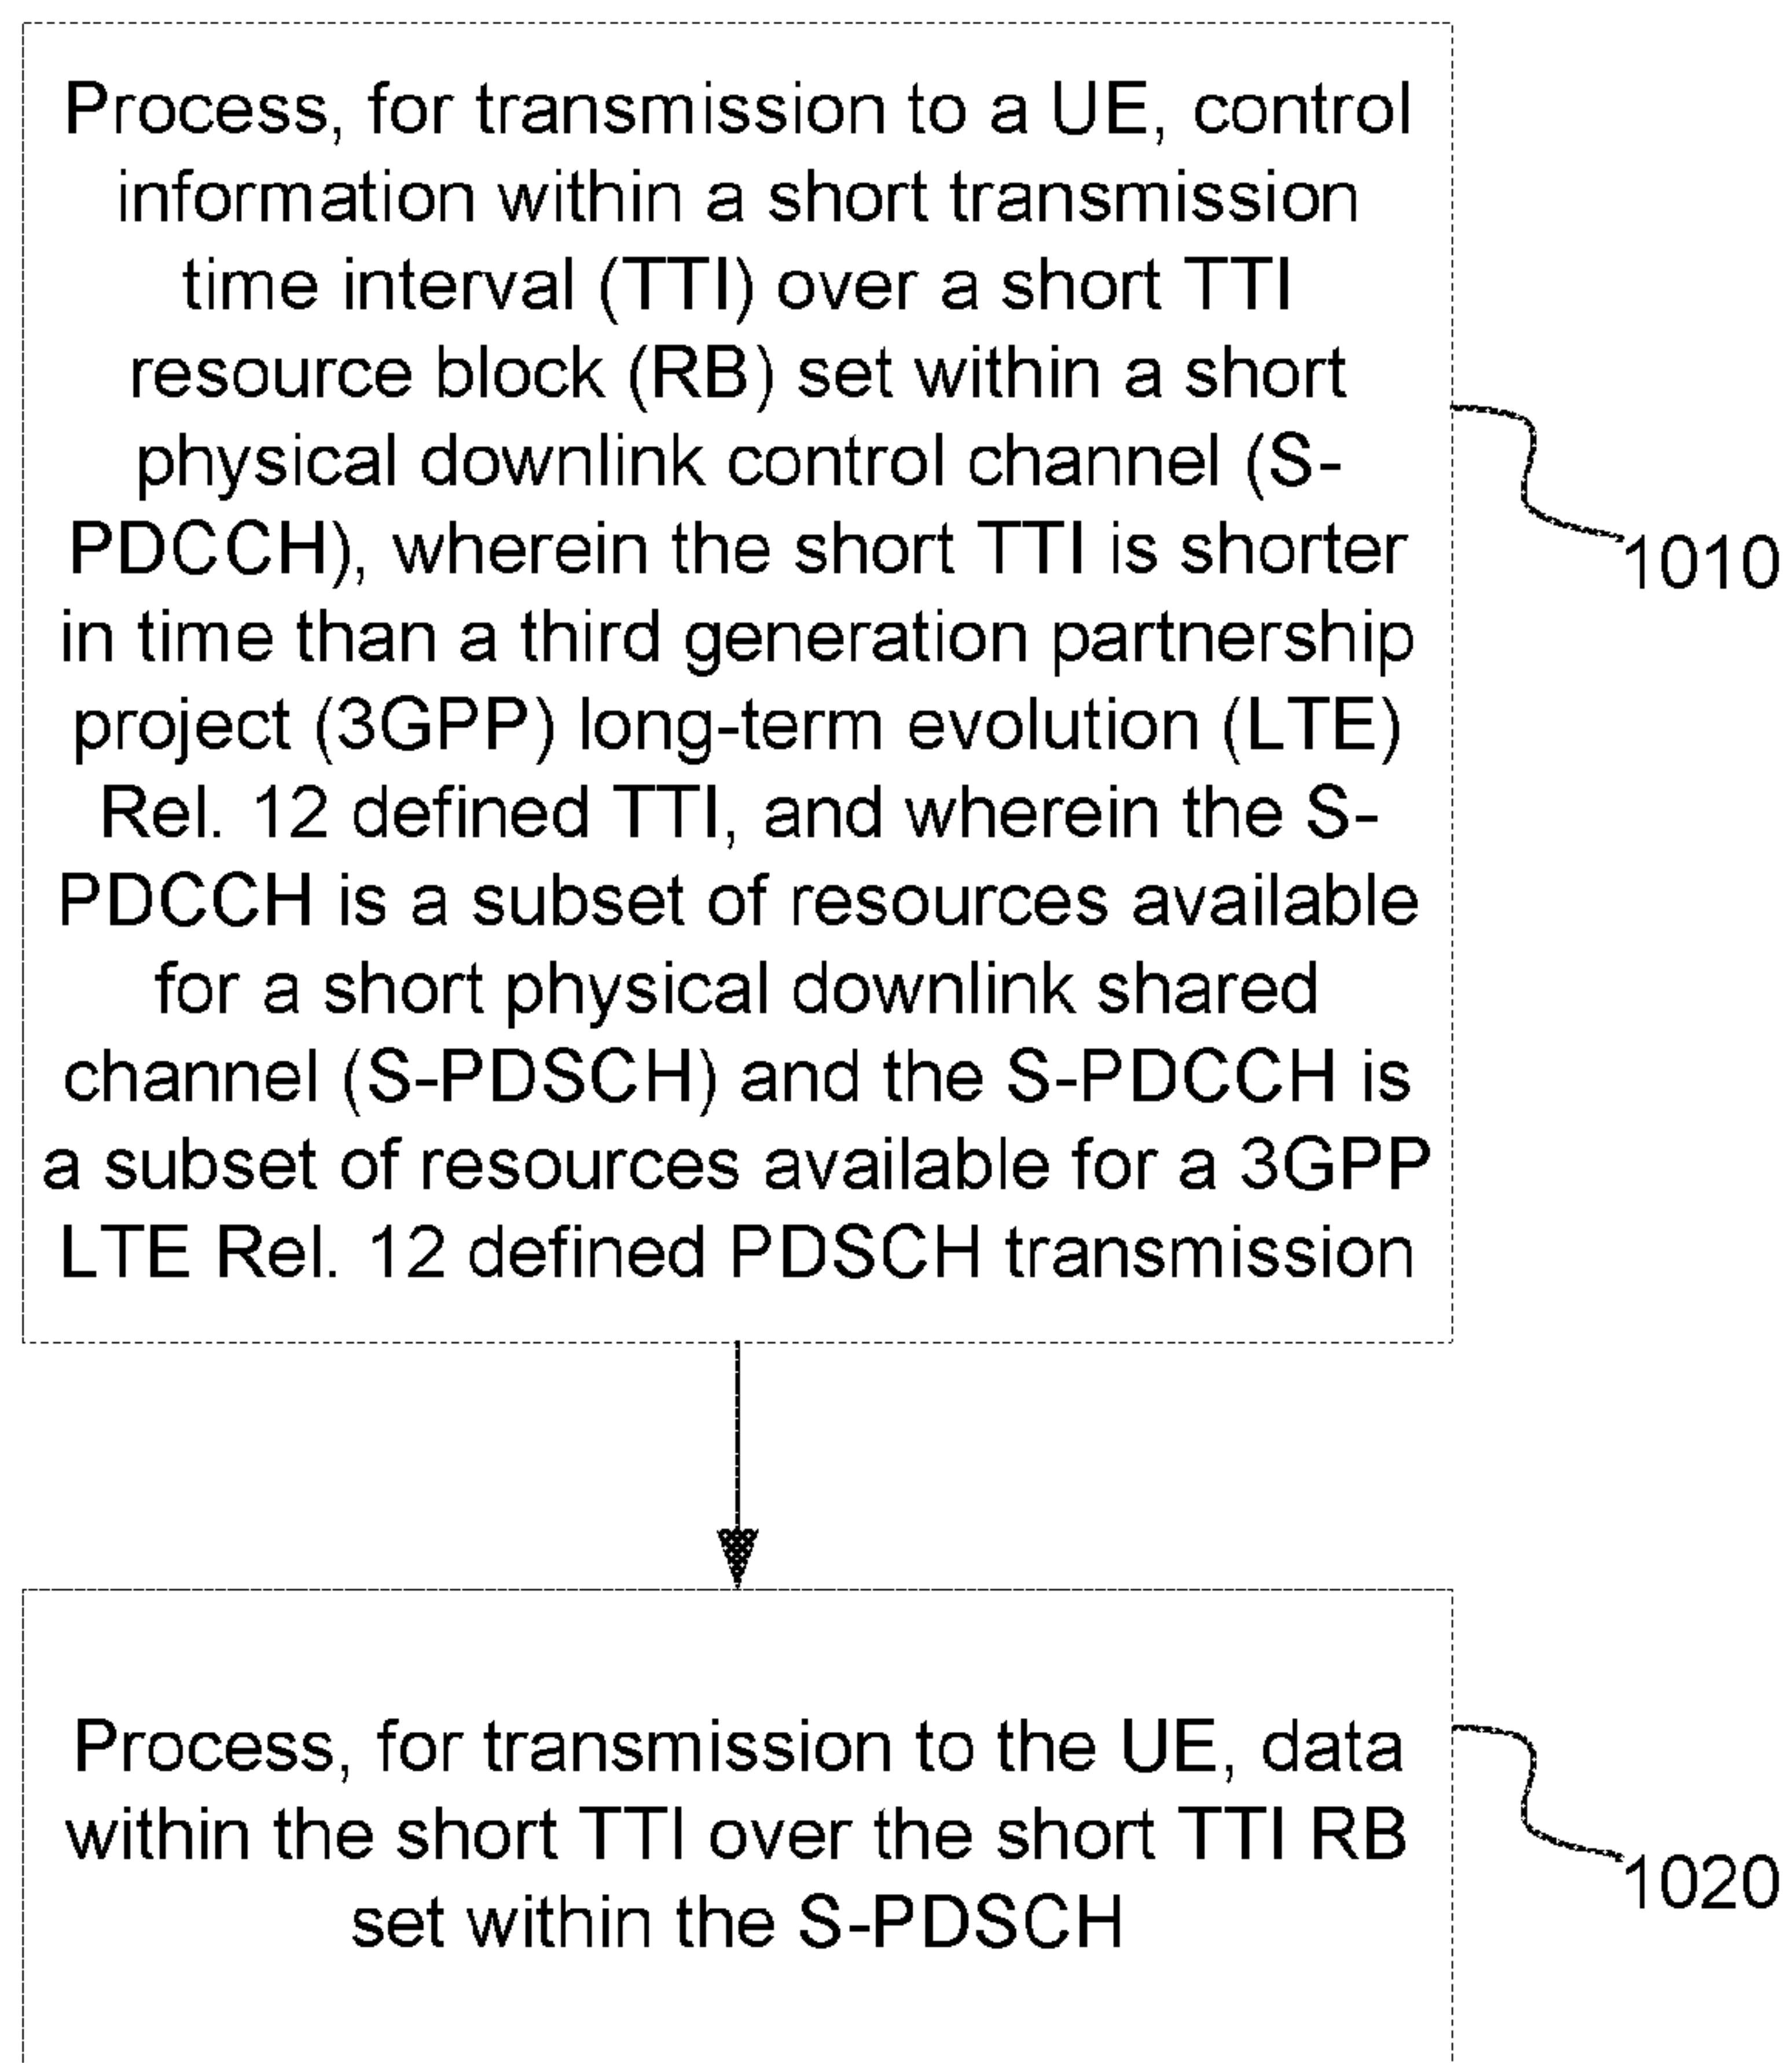 Process, for transmission to a UE, control
information within a short transmission
time interval (TTI) over a short TTI
resource block (RB) set within a short
physical downlink control channel (S-
PDCCH), wherein the short TTI is shorter
in time than a third generation partnership
project (3GPP) long-term evolution (LTE)
Rel. 12 defined TTI, and wherein the S-
PDCCH is a subset of resources available
for a short physical downlink shared
channel (S-PDSCH) and the S-PDCCH is
a subset of resources available for a 3GPP
LTE Rel. 12 defined PDSCH transmission
1010
Process, for transmission to the UE, data
within the short TTI over the short TTI RB
set within the S-PDSCH
1020